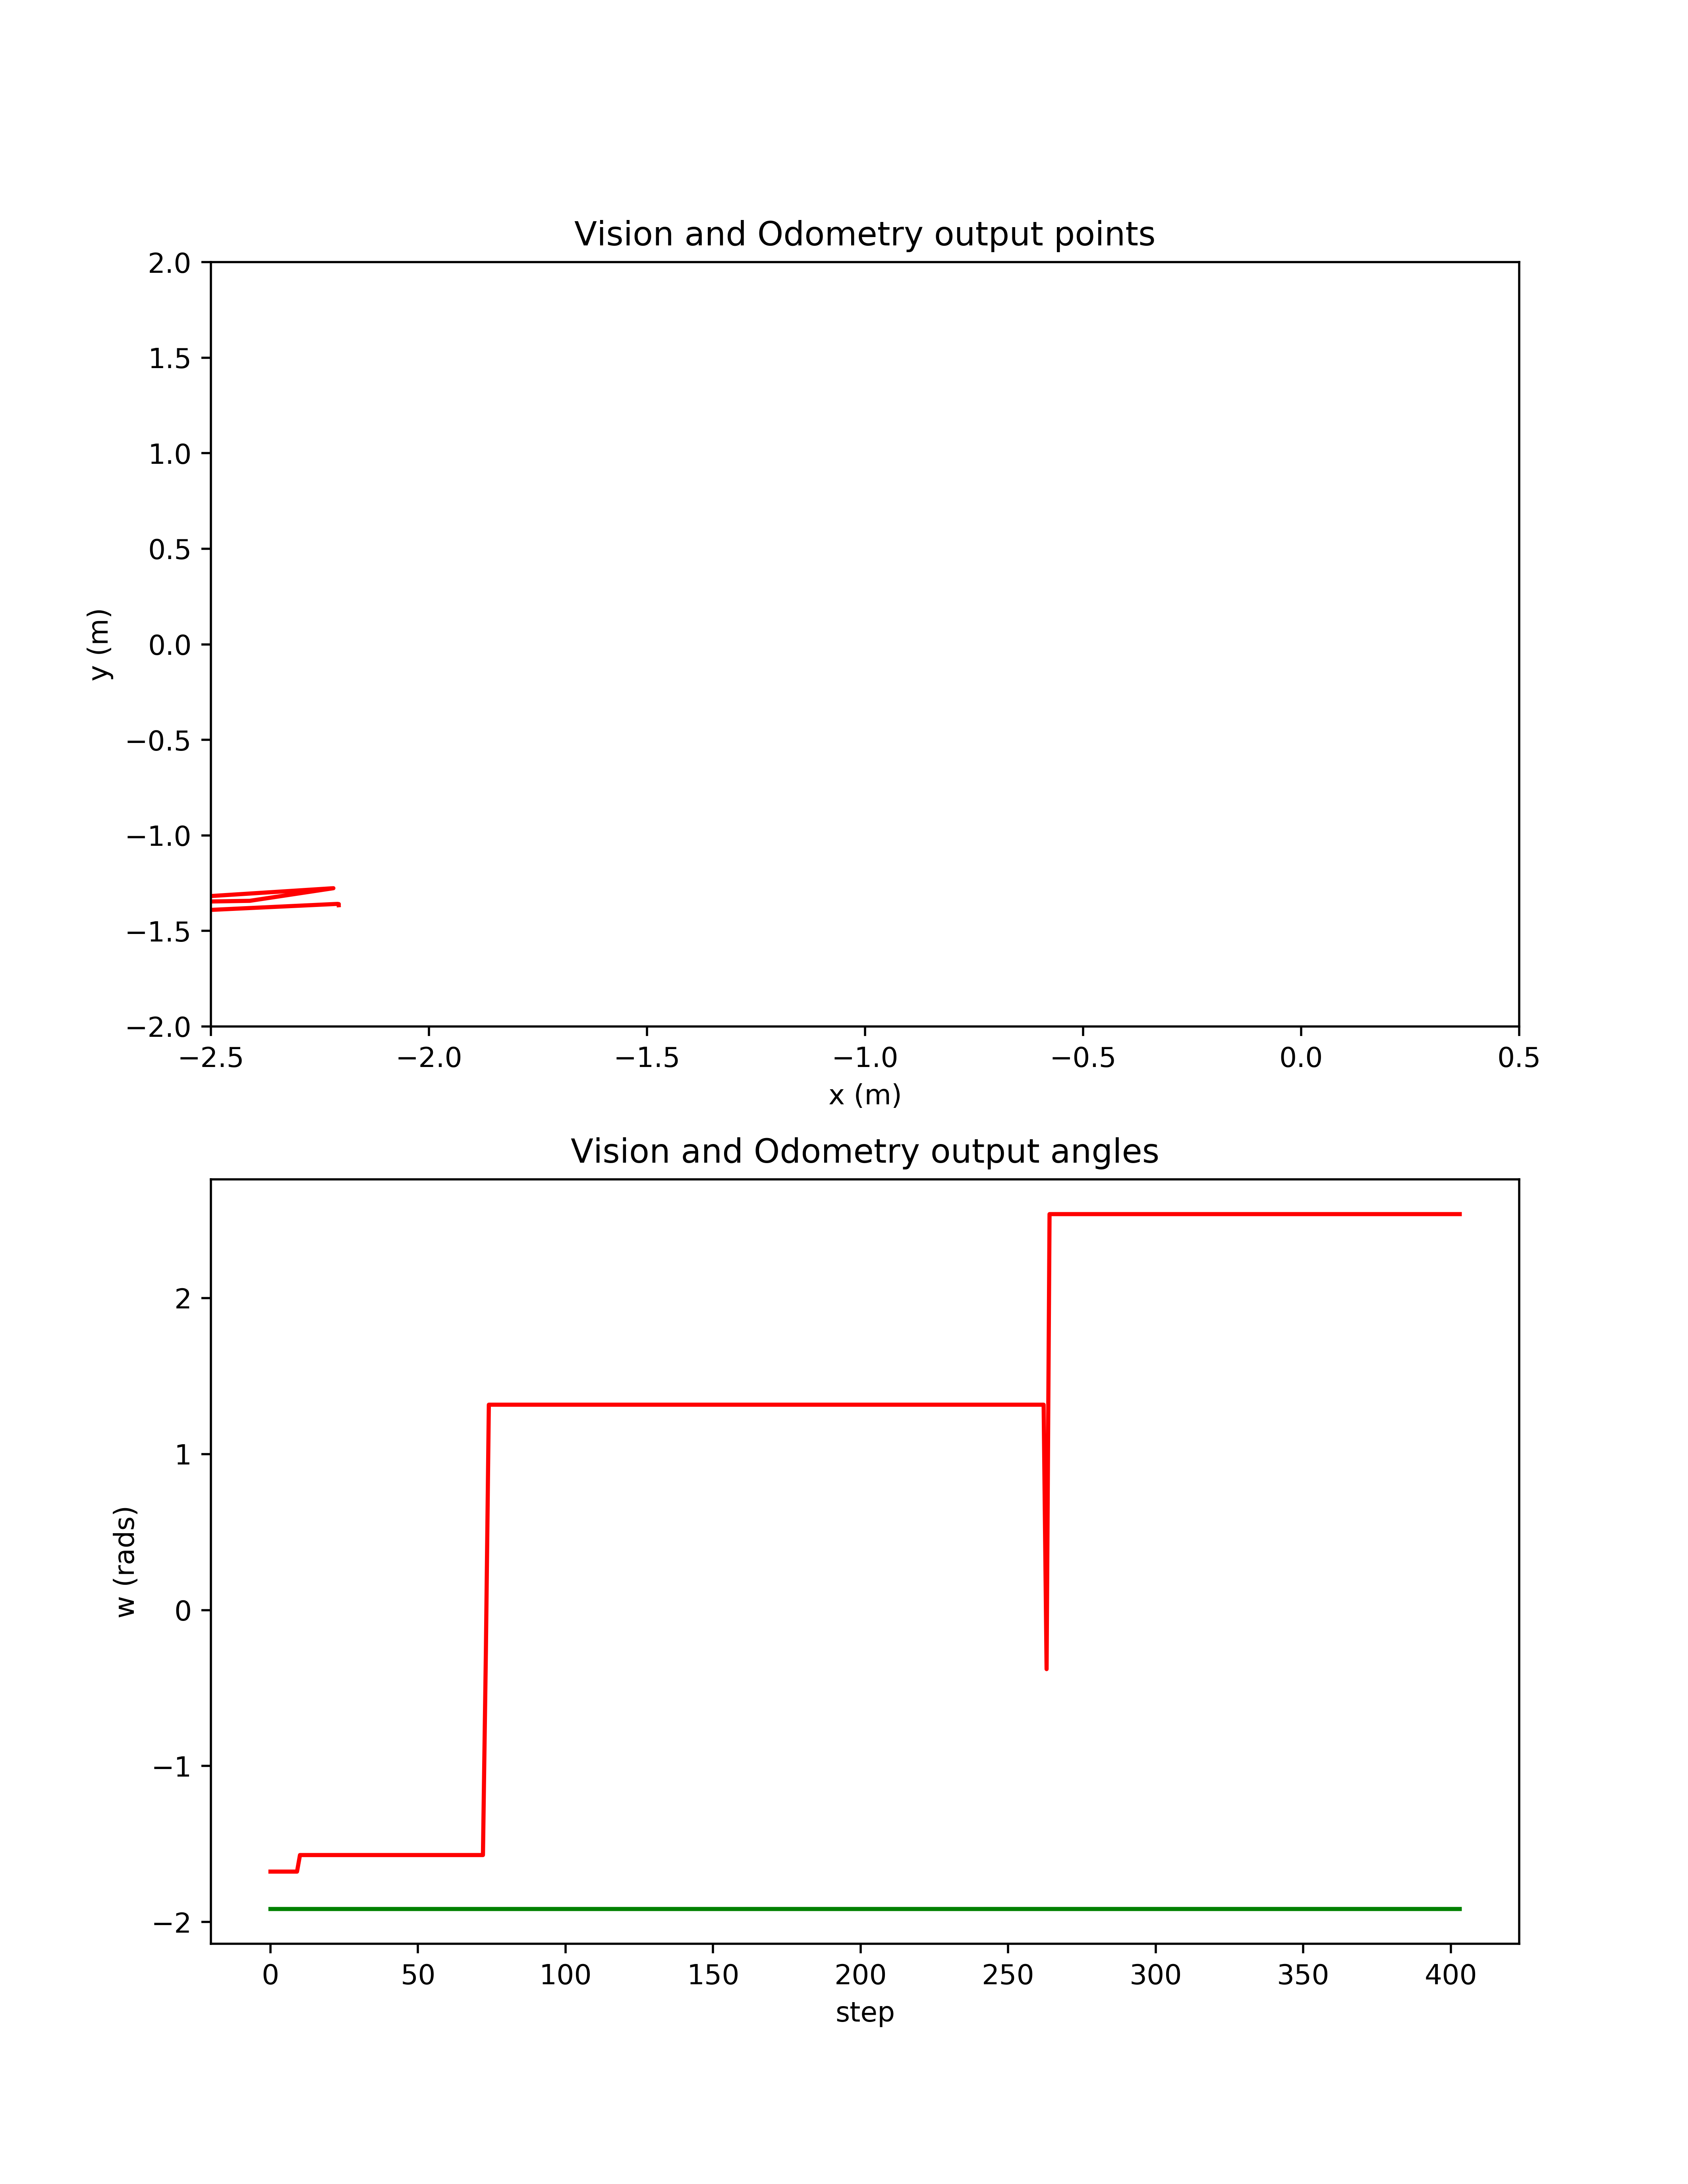 Vision and Odometry output points
2.0
1.5
1.0
0.5
0.0
−0.5
−1.0
−1.5
−2.0
y (m)
−2.5 −2.0 −1.5 −1.0 −0.5 0.0 0.5
x (m)
Vision and Odometry output angles
2
1
0
−1
−2
w (rads)
0 50 100 150 200 250 300 350 400
step